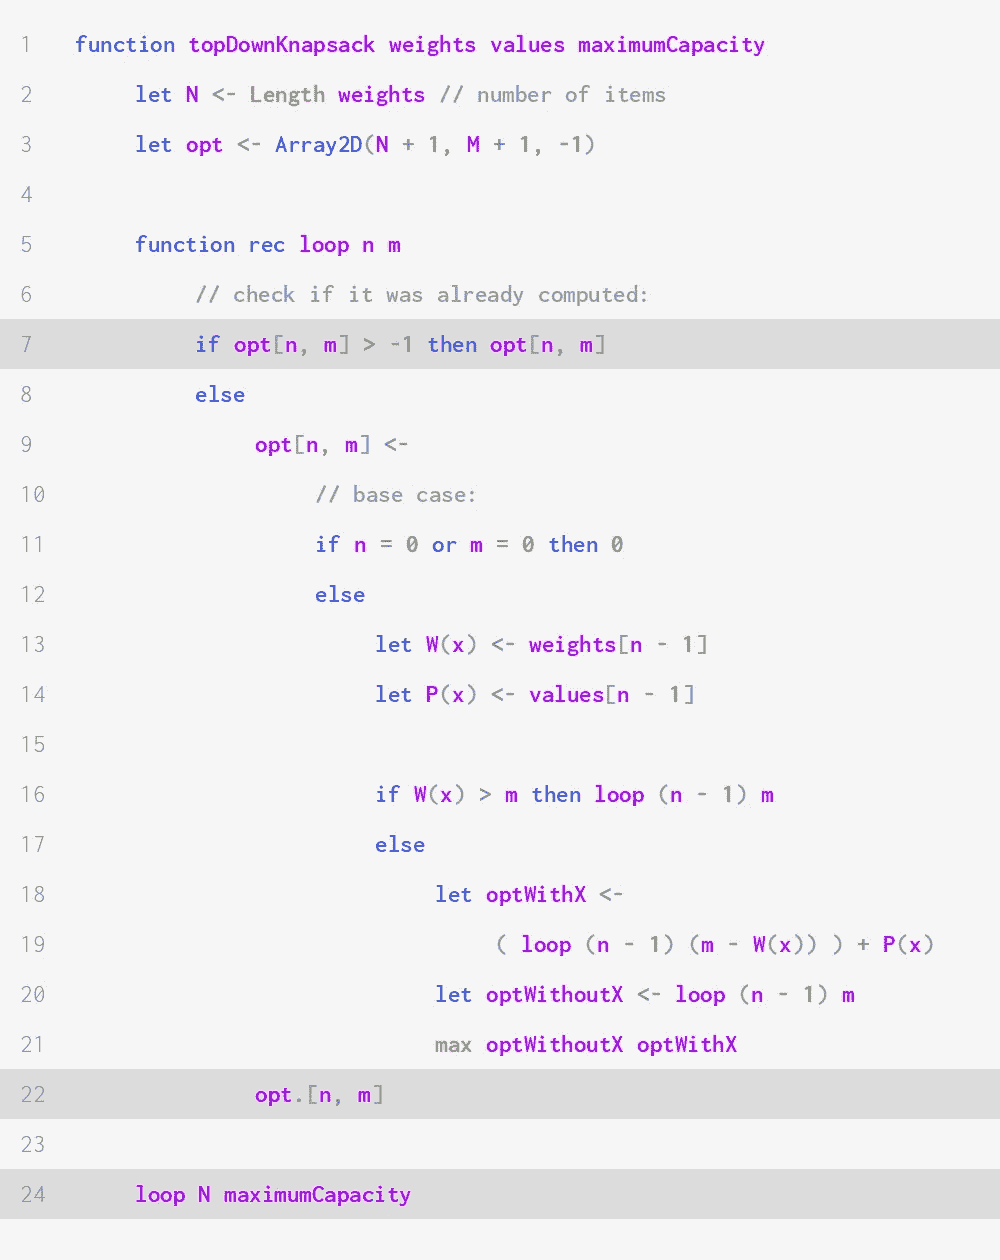 1 function topDownKnapsack weights values maximumCapacity
2 let N <- Length weights // number of items
3 let opt <- Array2D(N + 1, M + 1, -1)
4
5 function rec loop n m
6 // check if it was already computed:
7 if opt[n, m] > -1 then opt[n, m]
8 else
9 opt[n, m] <-
10 // base case:
11 if n = 0 or m = 0 then 0
12 else
13 let W(x) <- weights[n - 1]
14 let P(x) <- values[n - 1]
15
16 if W(x) > m then loop (n - 1) m
17 else
18 let optWithX <-
19 ( loop (n - 1) (m - W(x)) ) + P(x)
20 let optWithoutX <- loop (n - 1) m
21 max optWithoutX optWithX
22 opt.[n, m]
23
24 loop N maximumCapacity